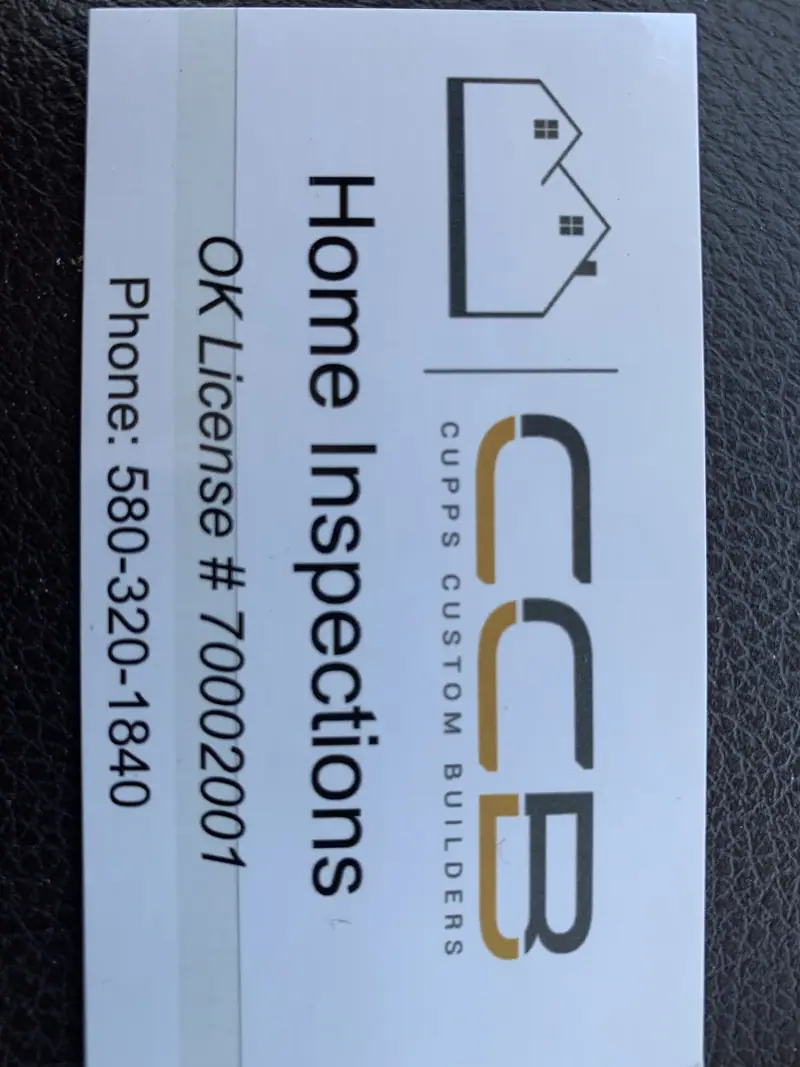 CCB
CUPPS CUSTOM BUILDERS
Home Inspections
OK License # 70002001
Phone: 580-320-1840